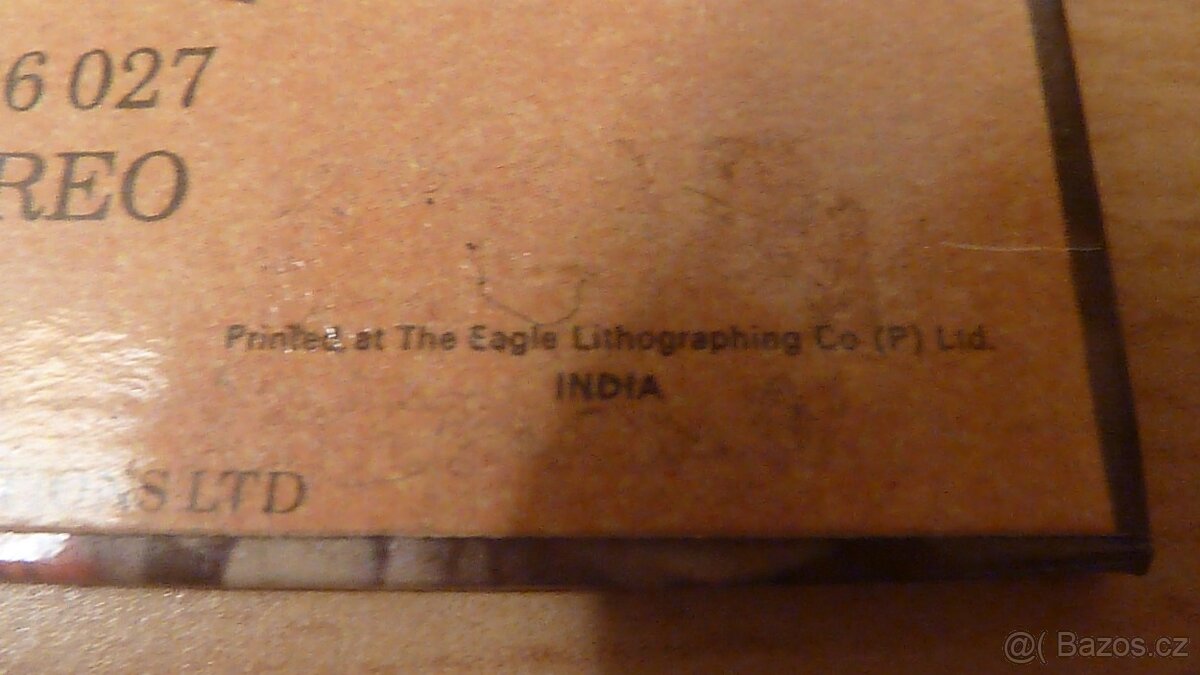 6 027
REO
Printed at The Eagle Lithographing Co (P) Ltd.
INDIA
LTD
@( Bazos.cz